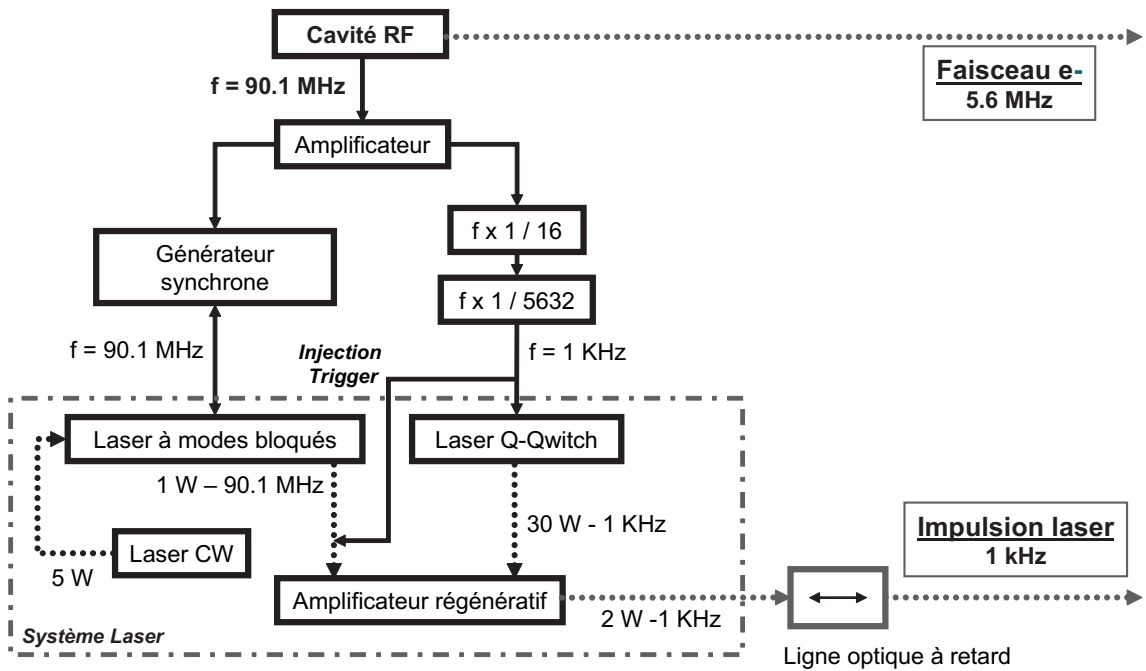 Cavité RF
f = 90.1 MHz
Faisceau e-
5.6 MHz
Amplificateur
f x 1 / 16
Générateur
synchrone
f x 1 / 5632
f = 90.1 MHz
Injection
Trigger
f = 1 KHz
Laser à modes bloqués
Laser Q-Qwitch
1 W – 90.1 MHz
30 W - 1 KHz
Laser CW
5 W
Impulsion laser
1 kHz
Amplificateur régénératif
2 W -1 KHz
Système Laser
Ligne optique à retard